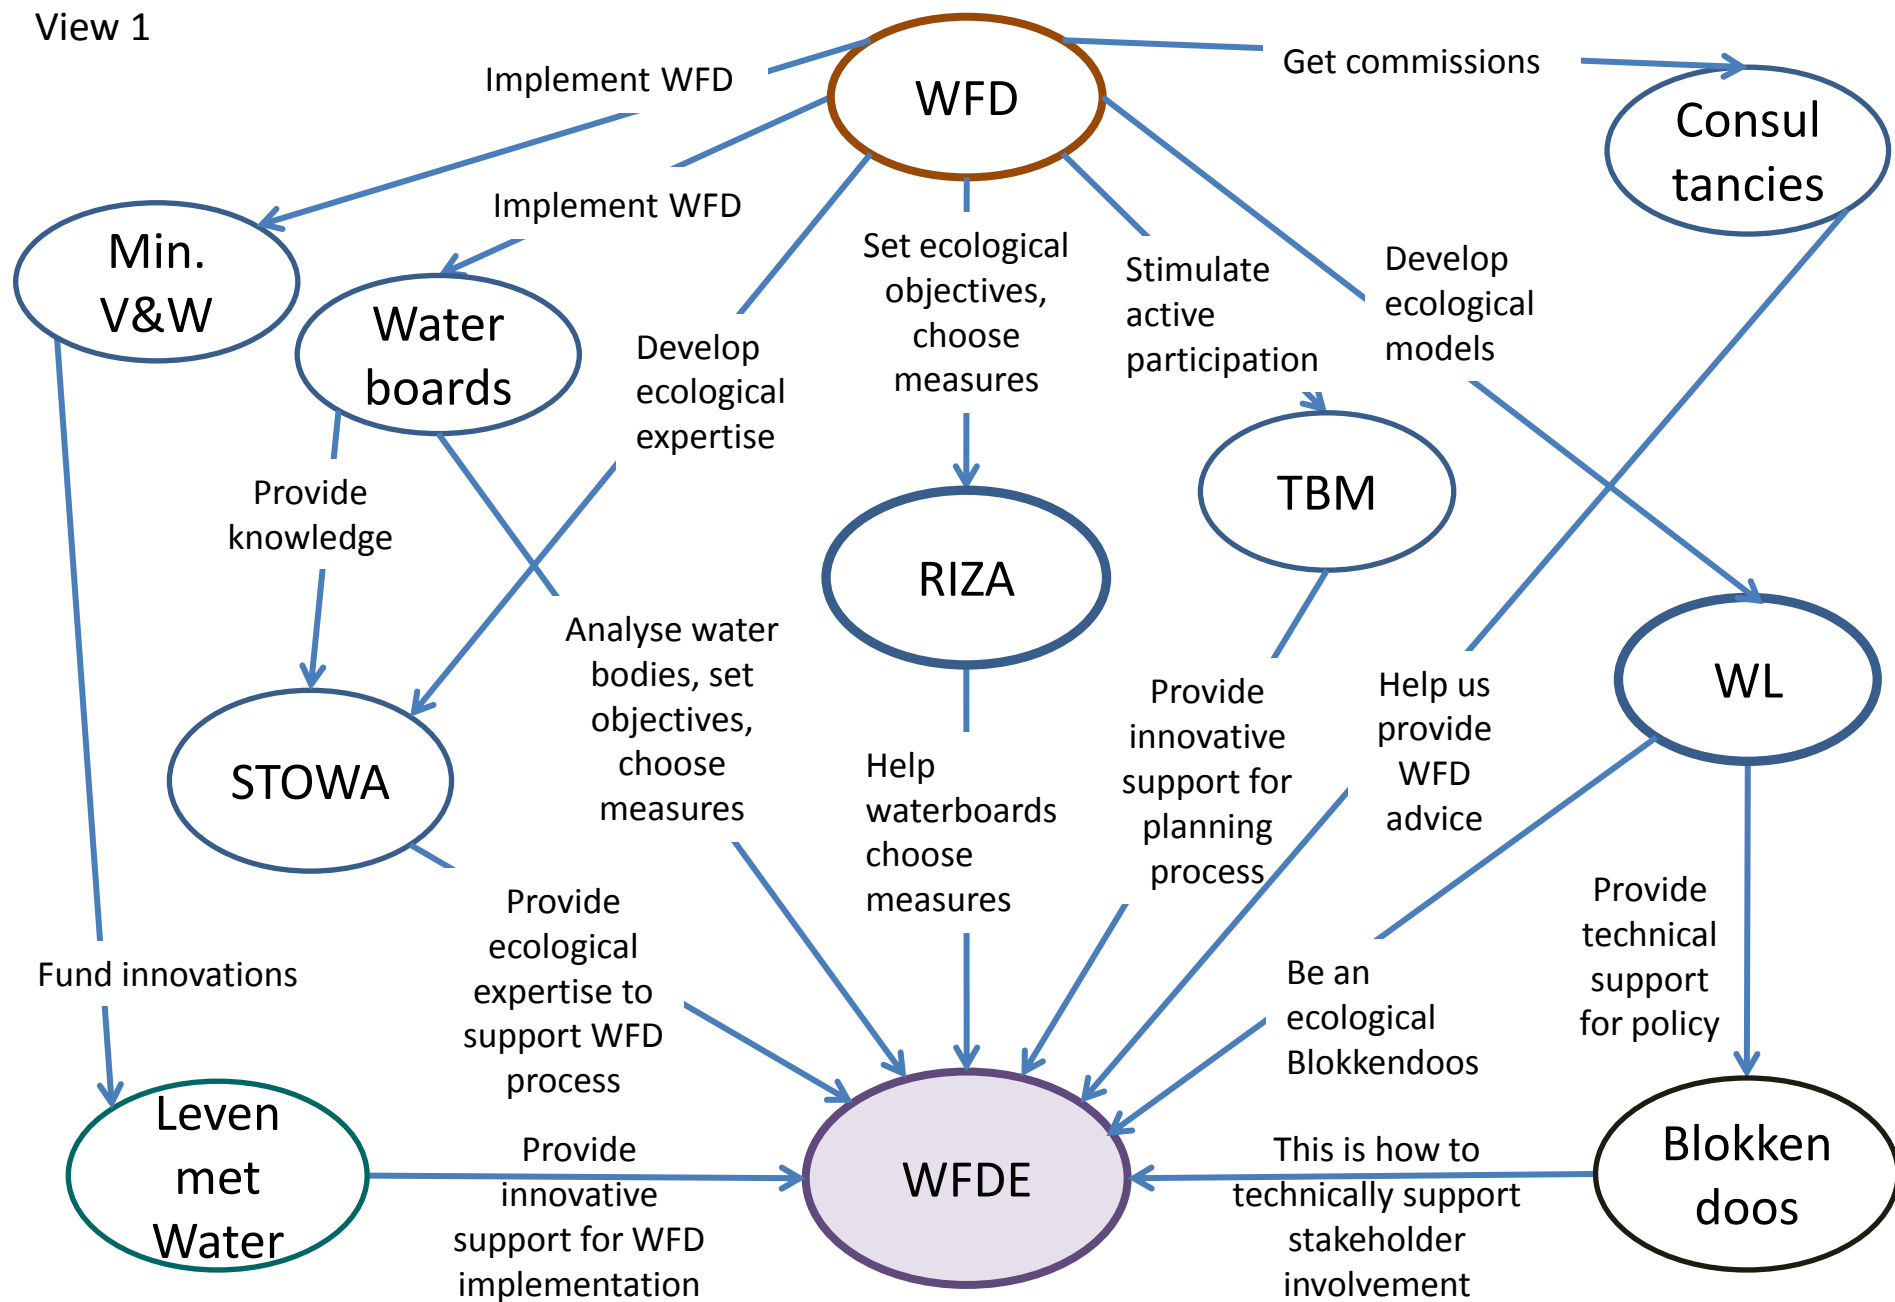 View 1
WFD
Get commissions
Implement WFD
Consul
tancies
Implement WFD
Min.
V&W
Water
boards
Set ecological
objectives,
choose
measures
Stimulate
active
participation
Develop
ecological
models
Develop
ecological
expertise
Provide
knowledge
TBM
RIZA
WL
STOWA
Analyse water
bodies, set
objectives,
choose
measures
Help
waterboards
choose
measures
Provide
innovative
support for
planning
process
Help us
provide
WFD
advice
Provide
technical
support
for policy
Fund innovations
Provide
ecological
expertise to
support WFD
process
Be an
ecological
Blokkendoos
Leven
met
Water
Provide
innovative
support for WFD
implementation
WFDE
This is how to
technically support
stakeholder
involvement
Blokken
doos